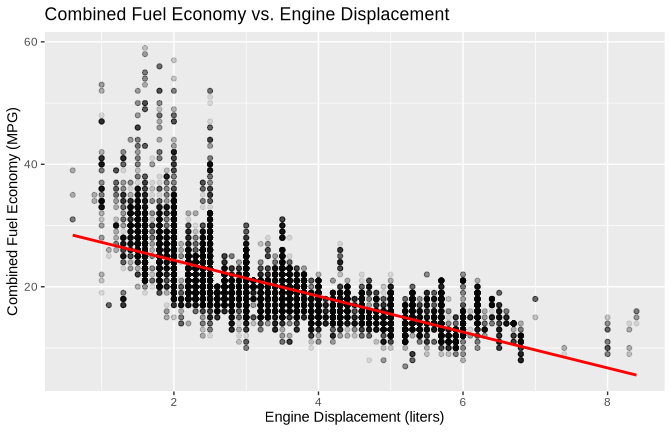 Combined Fuel Economy vs. Engine Displacement
Combined Fuel Economy (MPG)
60
40
20
2
4
6
8
Engine Displacement (liters)